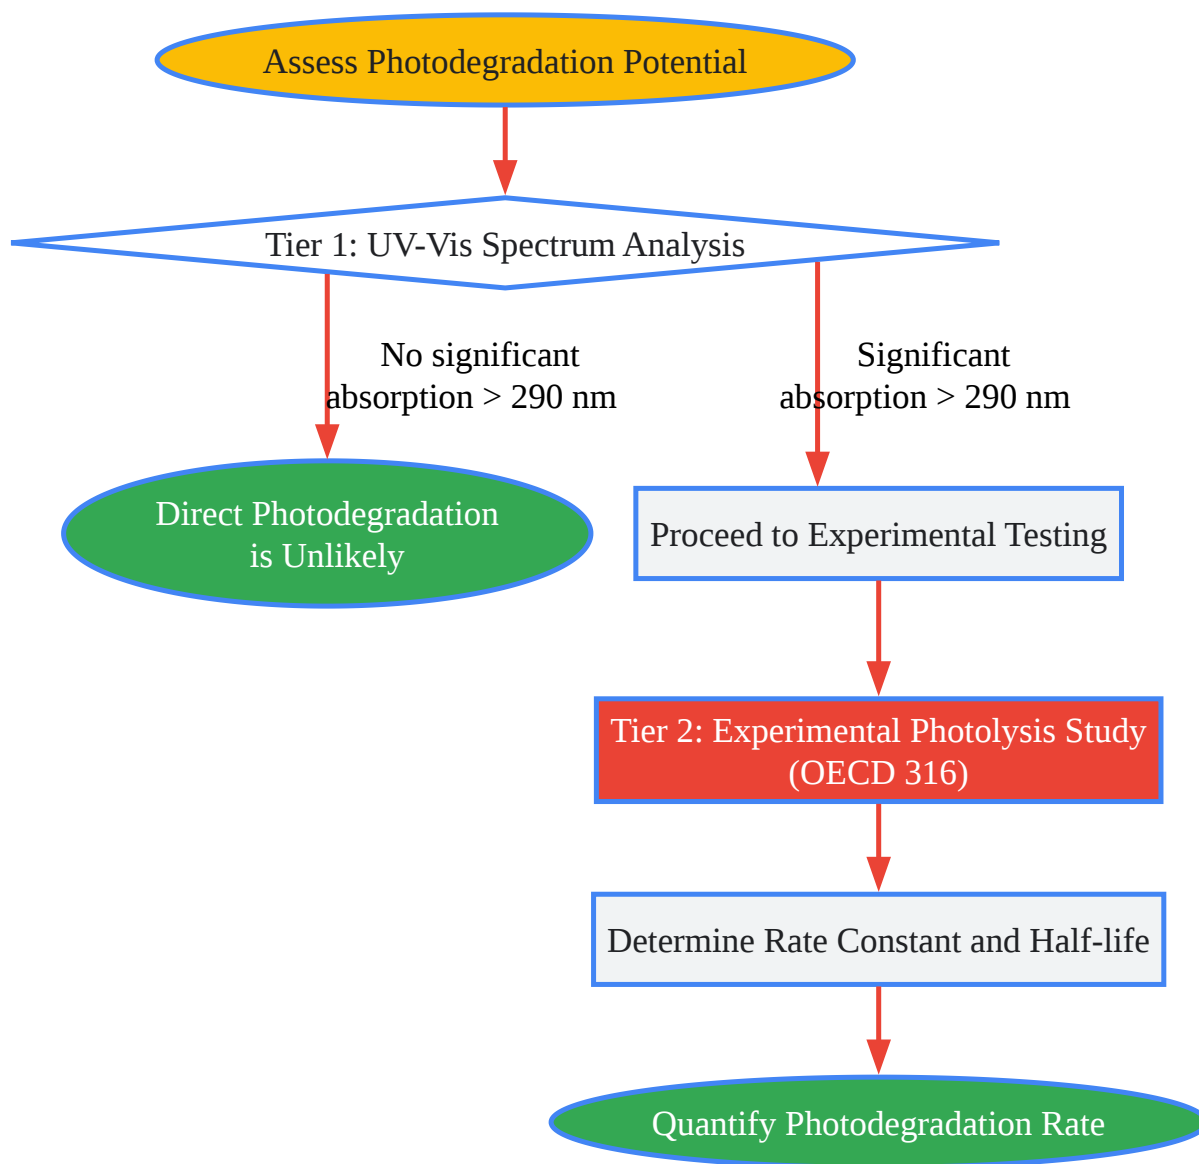 Assess Photodegradation Potential
Tier 1: UV-Vis Spectrum Analysis
No significant
absorption > 290 nm
Significant
absorption > 290 nm
Direct Photodegradation
is Unlikely
Proceed to Experimental Testing
Tier 2: Experimental Photolysis Study
(OECD 316)
Determine Rate Constant and Half-life
Quantify Photodegradation Rate